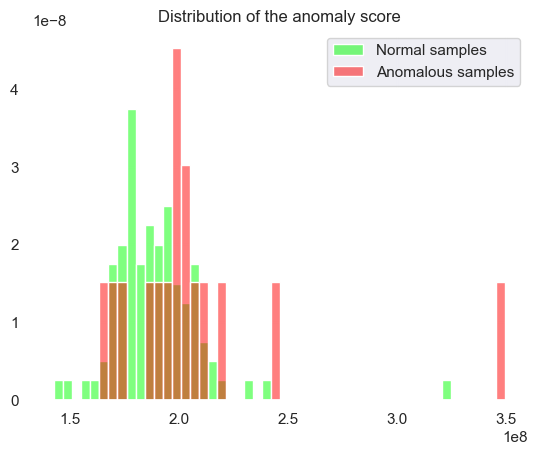 Distribution of the anomaly score
1e−8
Normal samples
Anomalous samples
4
3
2
1
0
1.5 2.0 2.5 3.0 3.5
1e8